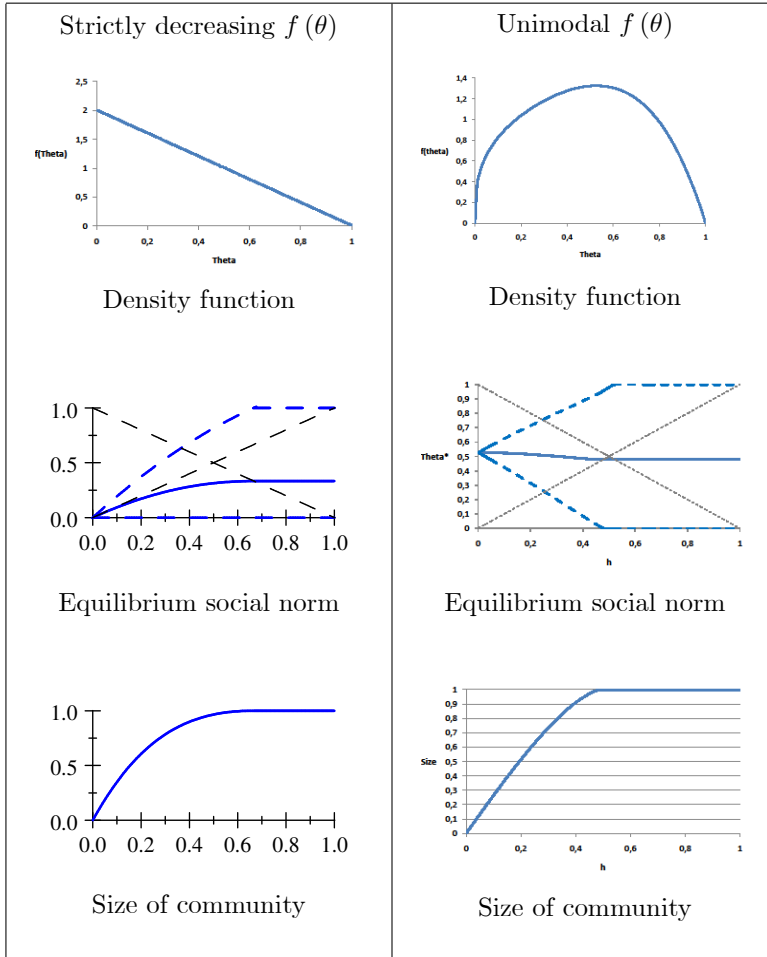 Strictly decreasing f (θ)
2,5
2
1,5
1
0,5
0
f(Theta)
0 0,2 0,4 0,6 0,8 1
Theta
Density function
1.0
0.5
0.0
0.0 0.2 0.4 0.6 0.8 1.0
Equilibrium social norm
1.0
0.5
0.0
0.0 0.2 0.4 0.6 0.8 1.0
Size of community
Unimodal f (θ)
1,4
1,2
1
0,8
0,6
0,4
0,2
0
f(theta)
0 0,2 0,4 0,6 0,8 1
Theta
Density function
1
0,9
0,8
0,7
0,6
0,5
0,4
0,3
0,2
0,1
0
Theta*
0 0,2 0,4 0,6 0,8 1
h
Equilibrium social norm
1
0,9
0,8
0,7
0,6
0,5
0,4
0,3
0,2
0,1
0
Size
0 0,2 0,4 0,6 0,8 1
h
Size of community